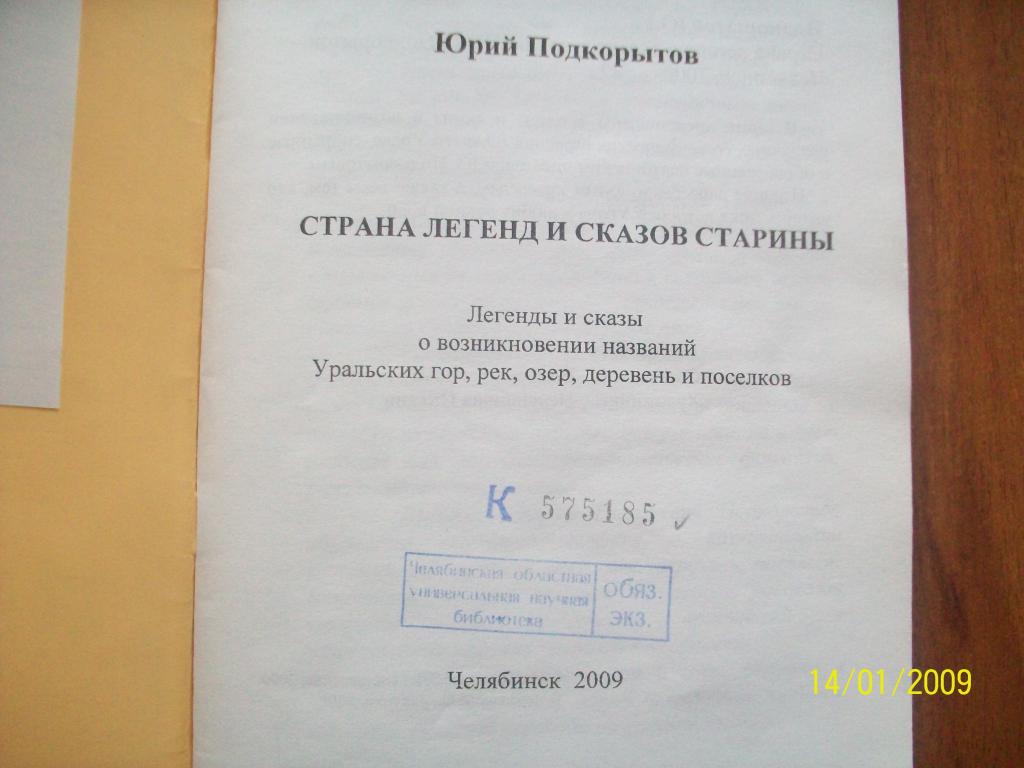 Юрий Подкорытов
СТРАНА ЛЕГЕНД И СКАЗОВ СТАРИНЫ
Легенды и сказы
о возникновении названий
Уральских гор, рек, озер, деревень и поселков
К 575185
Челябинская областная
универсальная научная
библиотека
ОБЯЗ.
ЭКЗ.
Челябинск 2009
14/01/2009